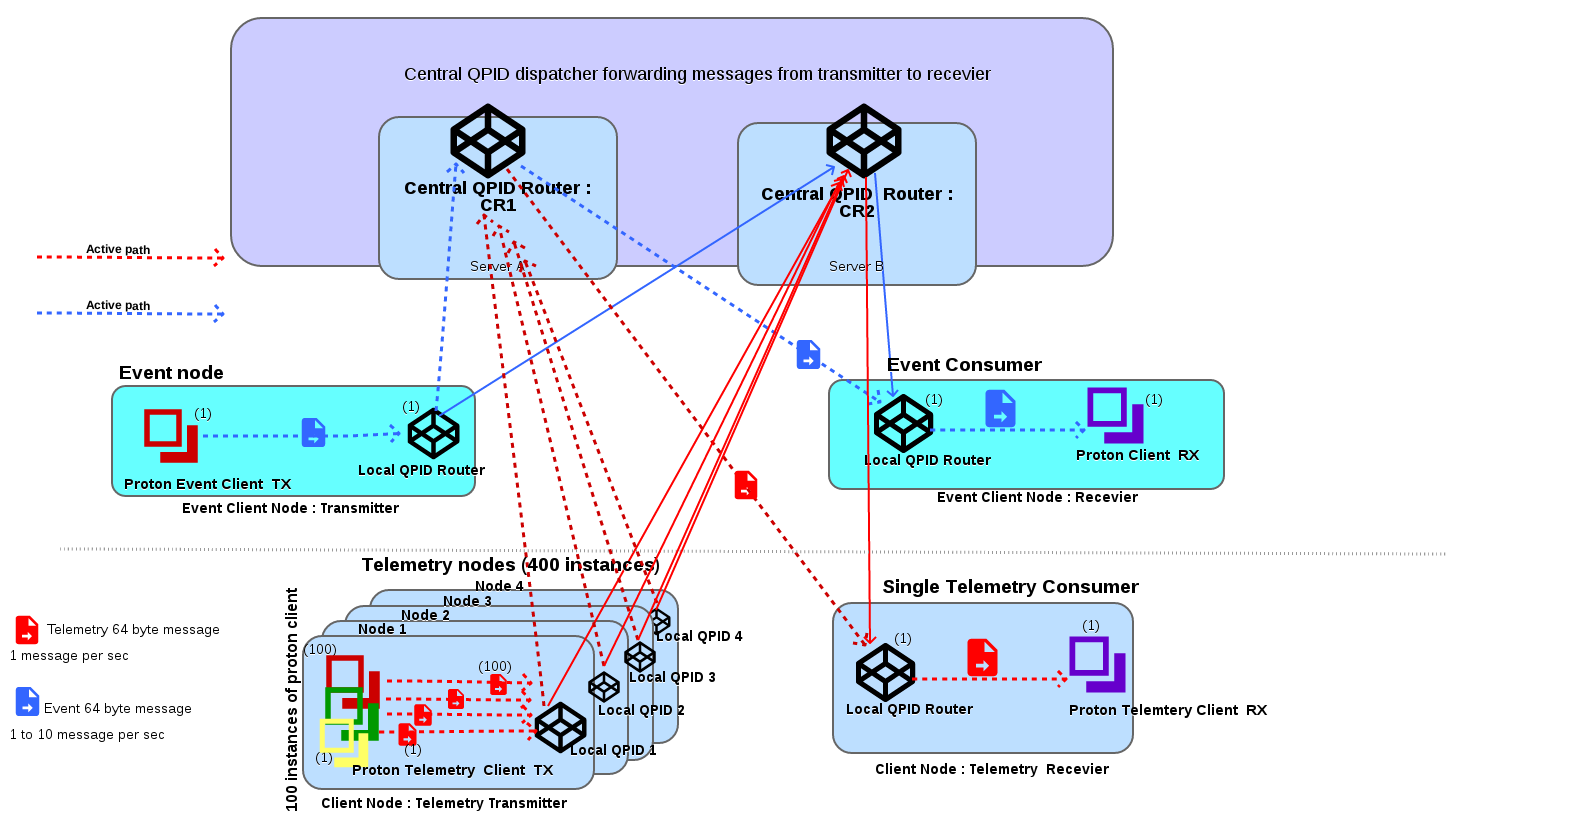 Central QPID dispatcher forwarding messages from transmitter to recevier
Central QPID Router :
CR1
Server A
Central QPID  Router :
CR2
Server B
Active path
Active path
Event node
(1)
(1)
Local QPID Router
Proton Event Client  TX
Event Client Node : Transmitter
Event Consumer
(1)
(1)
Local QPID Router
Proton Client  RX
Event Client Node : Recevier
Telemetry nodes (400 instances)
Node 4
Node 3
Node 2
Node 1
100 instances of proton client
(100)
(100)
(1)
(1)
Local QPID 4
Local QPID 3
Local QPID 2
Local QPID 1
Proton Telemetry  Client  TX
Client Node : Telemetry Transmitter
Single Telemetry Consumer
(1)
(1)
Local QPID Router
Proton Telemtery Client  RX
Client Node : Telemetry  Recevier
Telemetry 64 byte message
1 message per sec
Event 64 byte message
1 to 10 message per sec